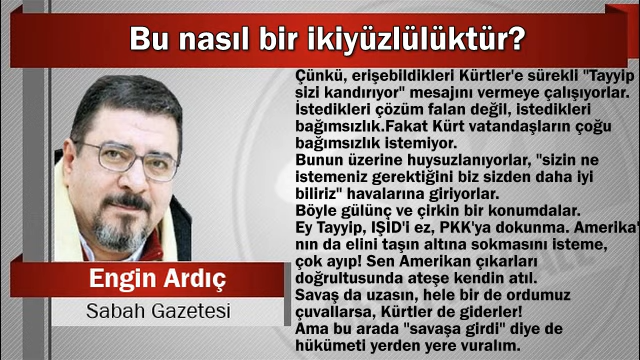 Bu nasıl bir ikiyüzlülüktür?
Çünkü, erişebildikleri Kürtler'e sürekli "Tayyip
sizi kandırıyor" mesajını vermeye çalışıyorlar.
İstedikleri çözüm falan değil, istedikleri
bağımsızlık.Fakat Kürt vatandaşların çoğu
bağımsızlık istemiyor.
Bunun üzerine huysuzlanıyorlar, "sizin ne
istemeniz gerektiğini biz sizden daha iyi
biliriz" havalarına giriyorlar.
Böyle gülünç ve çirkin bir konumdalar.
Ey Tayyip, IŞİD'i ez, PKK'ya dokunma. Amerika'
nın da elini taşın altına sokmasını isteme,
çok ayıp! Sen Amerikan çıkarları
doğrultusunda ateşe kendin atıl.
Savaş da uzasın, hele bir de ordumuz
çuvallarsa, Kürtler de giderler!
Ama bu arada "savaşa girdi" diye de
hükümeti yerden yere vuralım.
Engin Ardıç
Sabah Gazetesi